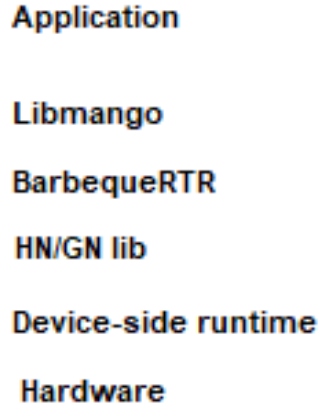 Application
Libmango
BarbequeRTR
HN/GN lib
Device-side runtime
Hardware